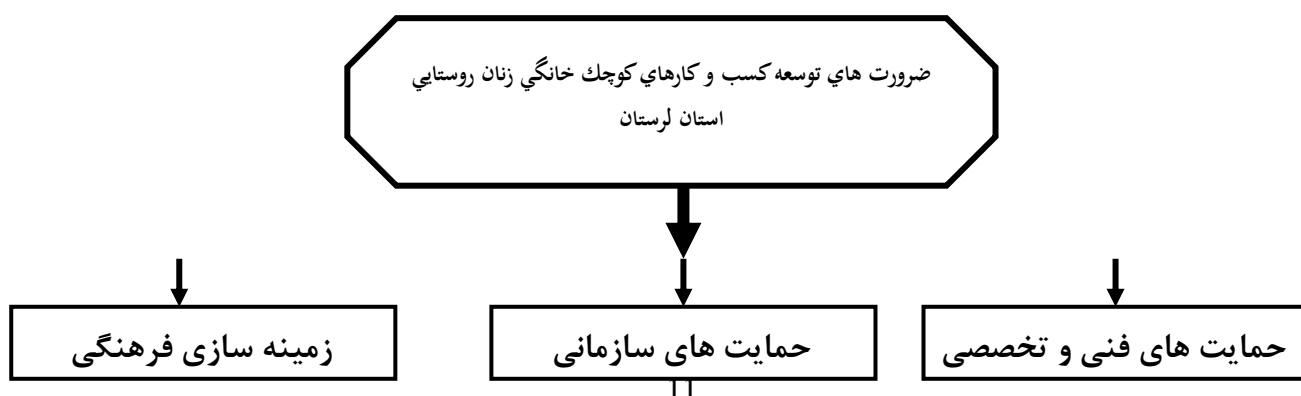 ضرورت هاي توسعه كسب و كارهاي كوچك خانگي زنان روستايي
استان لرستان
حمایت های فنی و تخصصی
حمایت های سازمانی
زمینه سازی فرهنگی